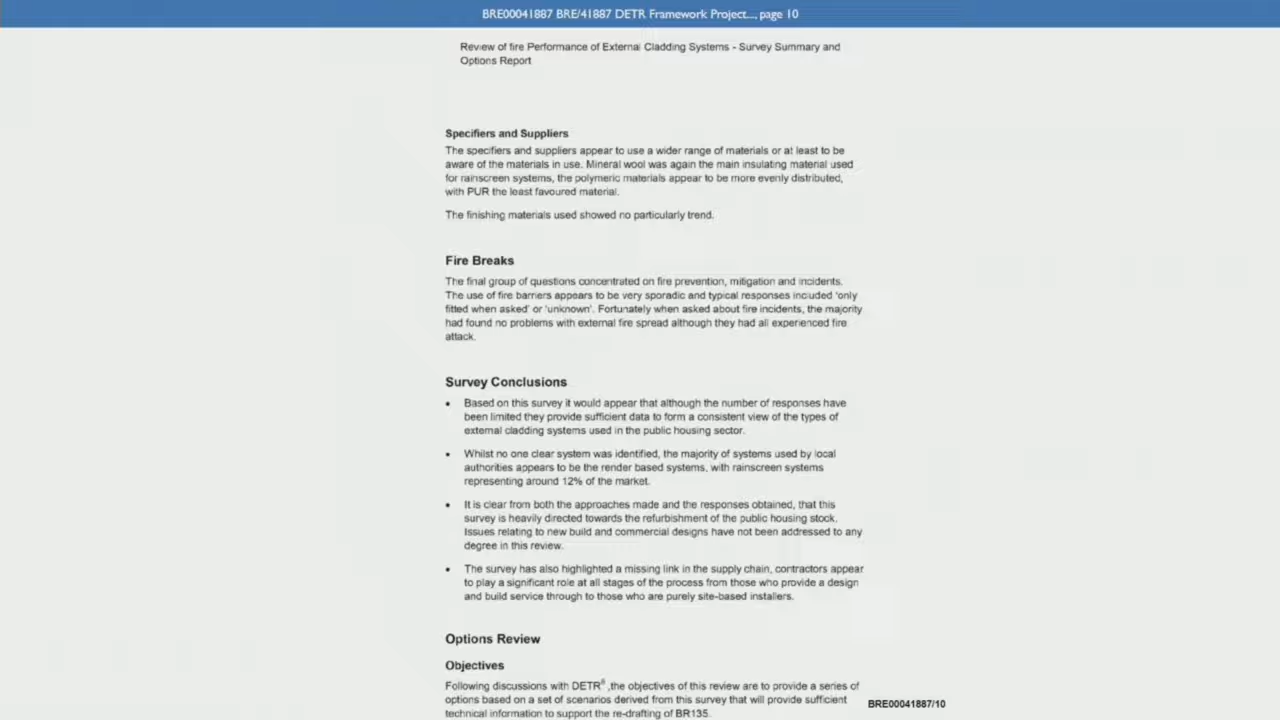 BRE00041887 BRE/41887 DETR Framework Project..., page 10
Review of fire Performance of External Cladding Systems - Survey Summary and
Options Report
Specifiers and Suppliers
The specifiers and suppliers appear to use a wider range of materials or at least to be
aware of the materials in use. Mineral wool was again the main insulating material used
for rainscreen systems, the polymeric materials appear to be more evenly distributed,
with PUR the least favoured material.
The finishing materials used showed no particularly trend.
Fire Breaks
The final group of questions concentrated on fire prevention, mitigation and incidents.
The use of fire barriers appears to be very sporadic and typical responses included 'only
fitted when asked' or 'unknown'. Fortunately when asked about fire incidents, the majority
had found no problems with external fire spread although they had all experienced fire
attack.
Survey Conclusions
• Based on this survey it would appear that although the number of responses have
been limited they provide sufficient data to form a consistent view of the types of
external cladding systems used in the public housing sector.
• Whilst no one clear system was identified, the majority of systems used by local
authorities appears to be the render based systems, with rainscreen systems
representing around 12% of the market.
• It is clear from both the approaches made and the responses obtained, that this
survey is heavily directed towards the refurbishment of the public housing stock.
Issues relating to new build and commercial designs have not been addressed to any
degree in this review.
• The survey has also highlighted a missing link in the supply chain, contractors appear
to play a significant role at all stages of the process from those who provide a design
and build service through to those who are purely site-based installers.
Options Review
Objectives
Following discussions with DETR ,the objectives of this review are to provide a series of
options based on a set of scenarios derived from this survey that will provide sufficient
technical information to support the re-drafting of BR135.
BRE00041887/10